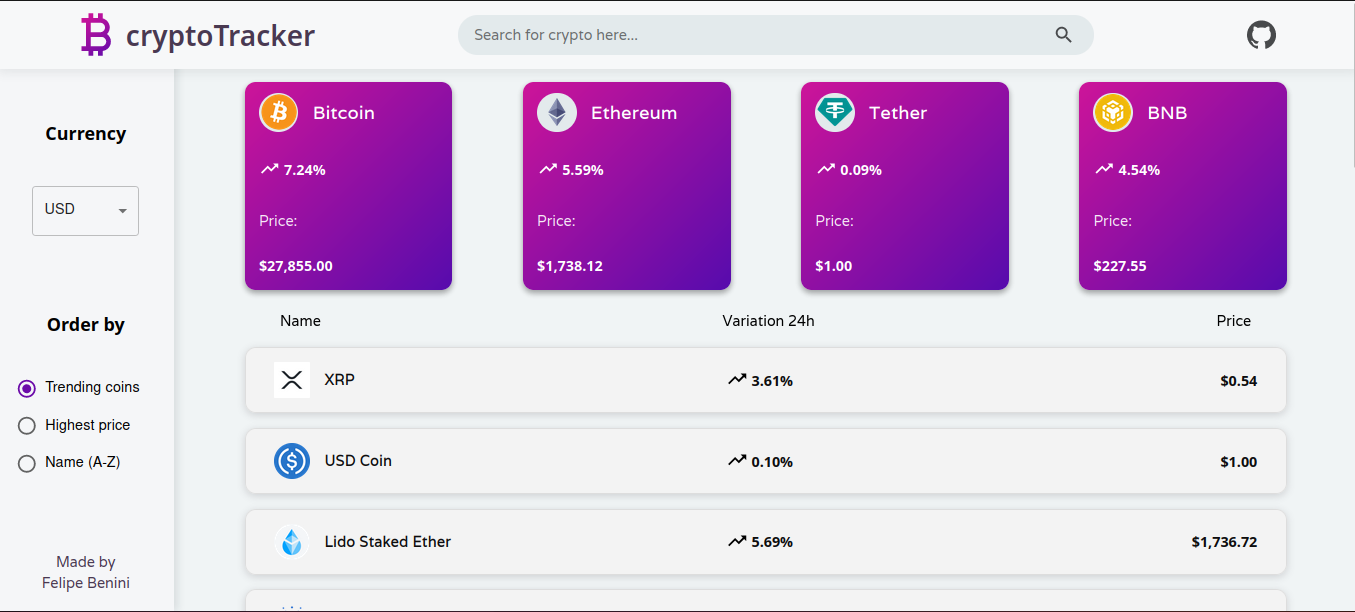 cryptoTracker
Search for crypto here...
Currency
USD
Order by
Trending coins
Highest price
Name (A-Z)
Made by
Felipe Benini
Bitcoin
7.24%
Price:
$27,855.00
Ethereum
5.59%
Price:
$1,738.12
Tether
0.09%
Price:
$1.00
BNB
4.54%
Price:
$227.55
Name Variation 24h Price
XRP 3.61% $0.54
USD Coin 0.10% $1.00
Lido Staked Ether 5.69% $1,736.72